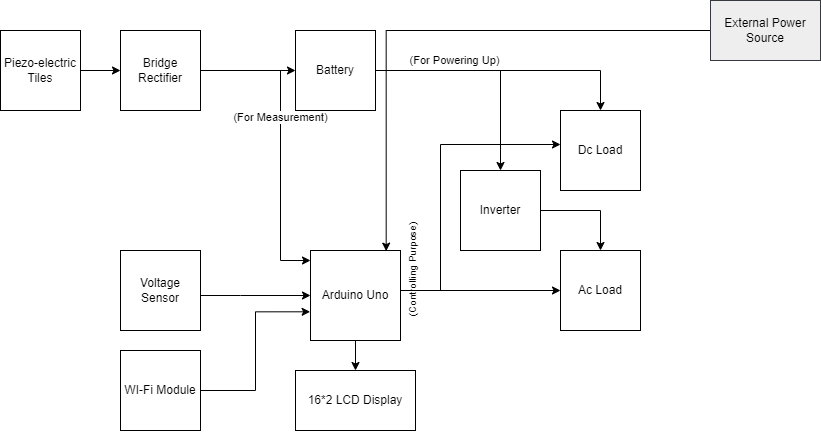 External Power
Source
Piezo-electric
Tiles
Bridge
Rectifier
Battery
(For Powering Up)
(For Measurement)
Dc Load
Inverter
(Controlling Purpose)
Voltage
Sensor
Arduino Uno
Ac Load
WI-Fi Module
16*2 LCD Display